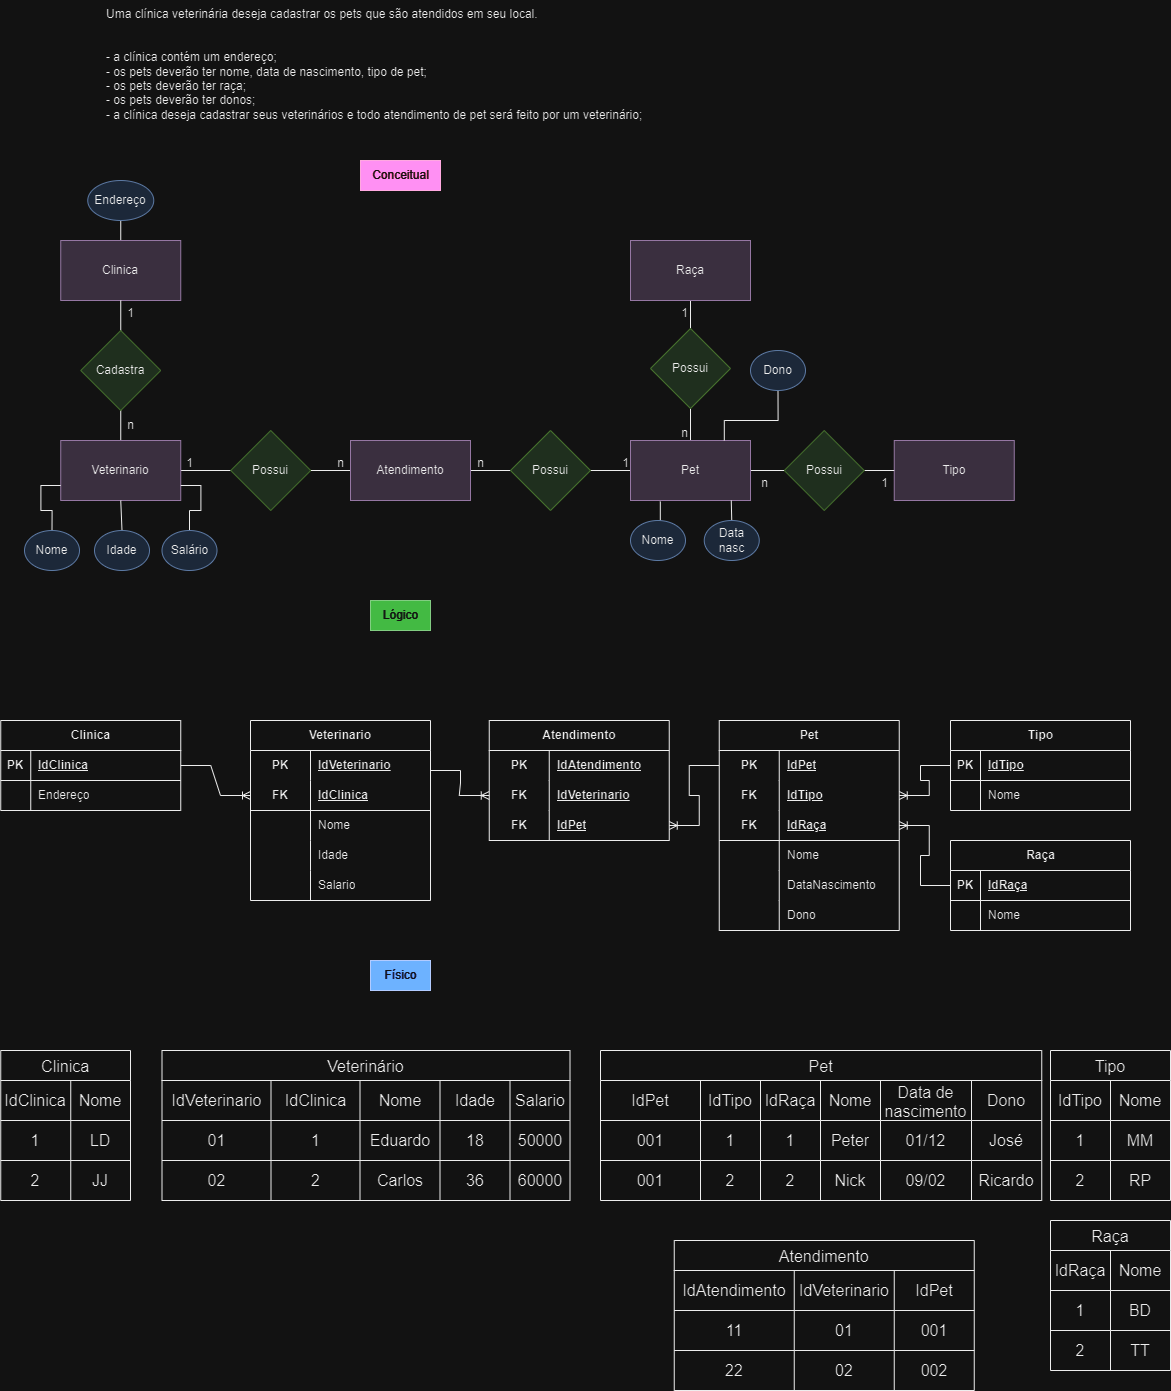 Uma clínica veterinária deseja cadastrar os pets que são atendidos em seu local.
- a clínica contém um endereço;
- os pets deverão ter nome, data de nascimento, tipo de pet;
- os pets deverão ter raça;
- os pets deverão ter donos;
- a clínica deseja cadastrar seus veterinários e todo atendimento de pet será feito por um veterinário;
Conceitual
Endereço
Clinica
Raça
1
1
Cadastra
Possui
Dono
n
n
Veterinario
1
Possui
n
Atendimento
n
Possui
1
Pet
n
Possui
1
Tipo
Nome
Idade
Salário
Nome
Data
nasc
Lógico
Clinica
PK IdClinica
Endereço
Veterinario
PK IdVeterinario
FK IdClinica
Nome
Idade
Salario
Atendimento
PK IdAtendimento
FK IdVeterinario
FK IdPet
Pet
PK IdPet
FK IdTipo
FK IdRaça
Nome
DataNascimento
Dono
Tipo
PK IdTipo
Nome
Raça
PK IdRaça
Nome
Físico
Clinica
IdClinica Nome
1 LD
2 JJ
Veterinário
IdVeterinario IdClinica Nome Idade Salario
01 1 Eduardo 18 50000
02 2 Carlos 36 60000
Pet
IdPet IdTipo IdRaça Nome Data de nascimento Dono
001 1 1 Peter 01/12 José
001 2 2 Nick 09/02 Ricardo
Tipo
IdTipo Nome
1 MM
2 RP
Atendimento
IdAtendimento IdVeterinario IdPet
11 01 001
22 02 002
Raça
IdRaça Nome
1 BD
2 TT